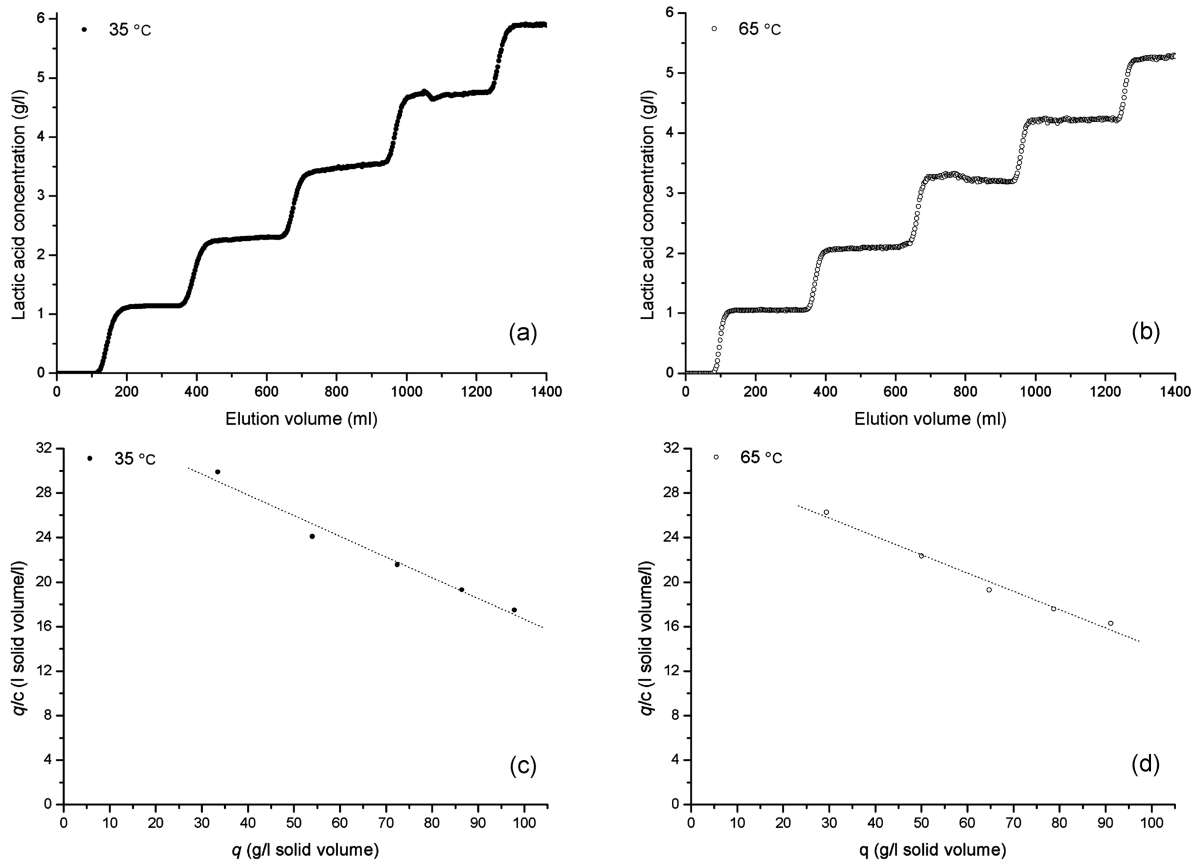 35 °C
Lactic acid concentration (g/l)
6
5
4
3
2
1
0
(a)
0 200 400 600 800 1000 1200 1400
Elution volume (ml)
65 °C
Lactic acid concentration (g/l)
6
5
4
3
2
1
0
(b)
0 200 400 600 800 1000 1200 1400
Elution volume (ml)
35 °C
q/c (l solid volume/l)
32
28
24
20
16
12
8
4
0
(c)
0 10 20 30 40 50 60 70 80 90 100
q (g/l solid volume)
65 °C
q/c (l solid volume/l)
32
28
24
20
16
12
8
4
0
(d)
0 10 20 30 40 50 60 70 80 90 100
q (g/l solid volume)